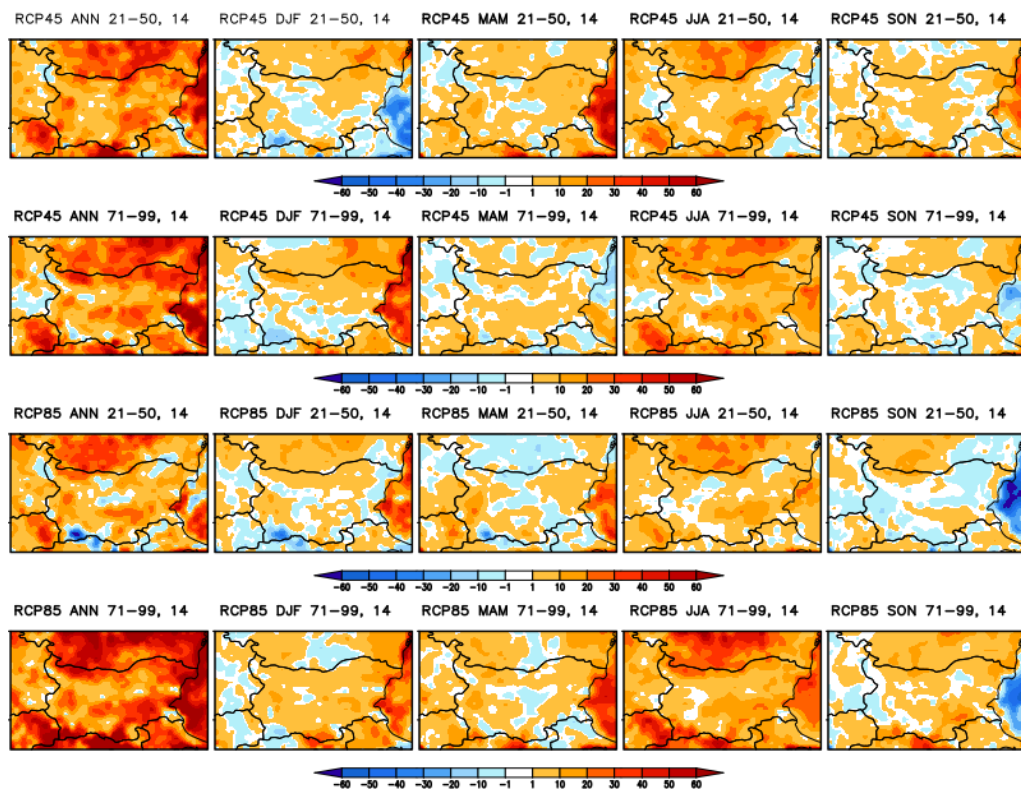 RCP45 ANN 21−50, 14 RCP45 DJF 21−50, 14 RCP45 MAM 21−50, 14 RCP45 JJA 21−50, 14 RCP45 SON 21−50, 14
−60 −50 −40 −30 −20 −10 −1 1 10 20 30 40 50 60
RCP45 ANN 71−99, 14 RCP45 DJF 71−99, 14 RCP45 MAM 71−99, 14 RCP45 JJA 71−99, 14 RCP45 SON 71−99, 14
−60 −50 −40 −30 −20 −10 −1 1 10 20 30 40 50 60
RCP85 ANN 21−50, 14 RCP85 DJF 21−50, 14 RCP85 MAM 21−50, 14 RCP85 JJA 21−50, 14 RCP85 SON 21−50, 14
−60 −50 −40 −30 −20 −10 −1 1 10 20 30 40 50 60
RCP85 ANN 71−99, 14 RCP85 DJF 71−99, 14 RCP85 MAM 71−99, 14 RCP85 JJA 71−99, 14 RCP85 SON 71−99, 14
−60 −50 −40 −30 −20 −10 −1 1 10 20 30 40 50 60